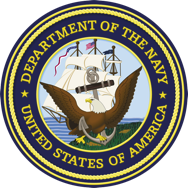 DEPARTMENT OF THE NAVY
UNITED STATES OF AMERICA